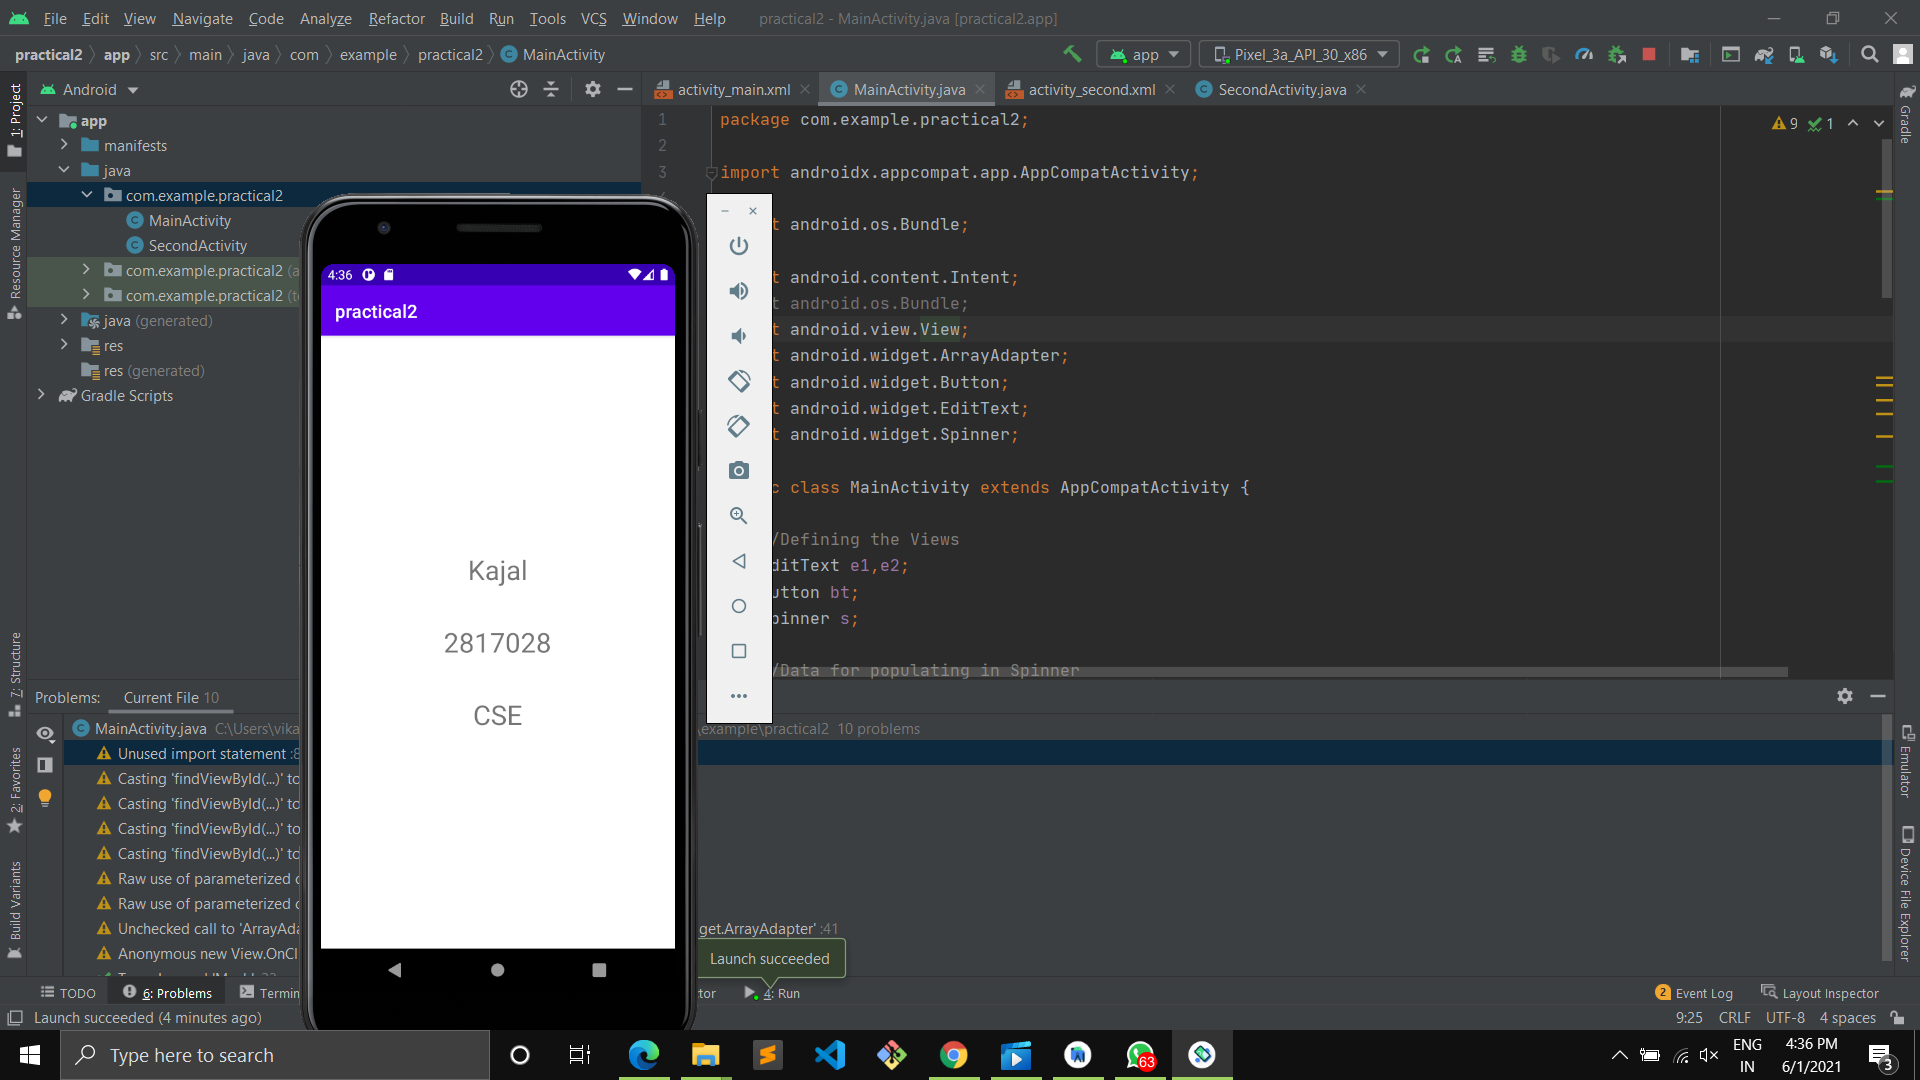 File Edit View Navigate Code Analyze Refactor Build Run Tools VCS Window Help practical2 - MainActivity.java [practical2.app]
practical2 app src main java com example practical2 MainActivity app Pixel_3a_API_30_x86
Android
activity_main.xml MainActivity.java activity_second.xml SecondActivity.java
1: Project
Resource Manager
7: Structure
2: Favorites
Build Variants
app
manifests
java
com.example.practical2
MainActivity
SecondActivity
com.example.practical2 (a
com.example.practical2 (t
java (generated)
res
res (generated)
Gradle Scripts
4:36
practical2
Kajal
2817028
CSE
9 1
1 package com.example.practical2;
2
3 import androidx.appcompat.app.AppCompatActivity;
t android.os.Bundle;
t android.content.Intent;
t android.os.Bundle;
t android.view.View;
t android.widget.ArrayAdapter;
t android.widget.Button;
t android.widget.EditText;
t android.widget.Spinner;
c class MainActivity extends AppCompatActivity {
/Defining the Views
ditText e1,e2;
utton bt;
pinner s;
/Data for populating in Spinner
Gradle
Emulator
Device File Explorer
Problems: Current File 10
MainActivity.java C:\Users\vika \example\practical2 10 problems
Unused import statement :8
Casting 'findViewById(...)' to
Casting 'findViewById(...)' to
Casting 'findViewById(...)' to
Casting 'findViewById(...)' to
Raw use of parameterized c
Raw use of parameterized c
Unchecked call to 'ArrayAda get.ArrayAdapter' :41
Anonymous new View.OnCl
Launch succeeded
TODO 6: Problems Termin tor 4: Run Event Log 2 Layout Inspector
Launch succeeded (4 minutes ago) 9:25 CRLF UTF-8 4 spaces
Type here to search
63
ENG
IN
4:36 PM
6/1/2021
3